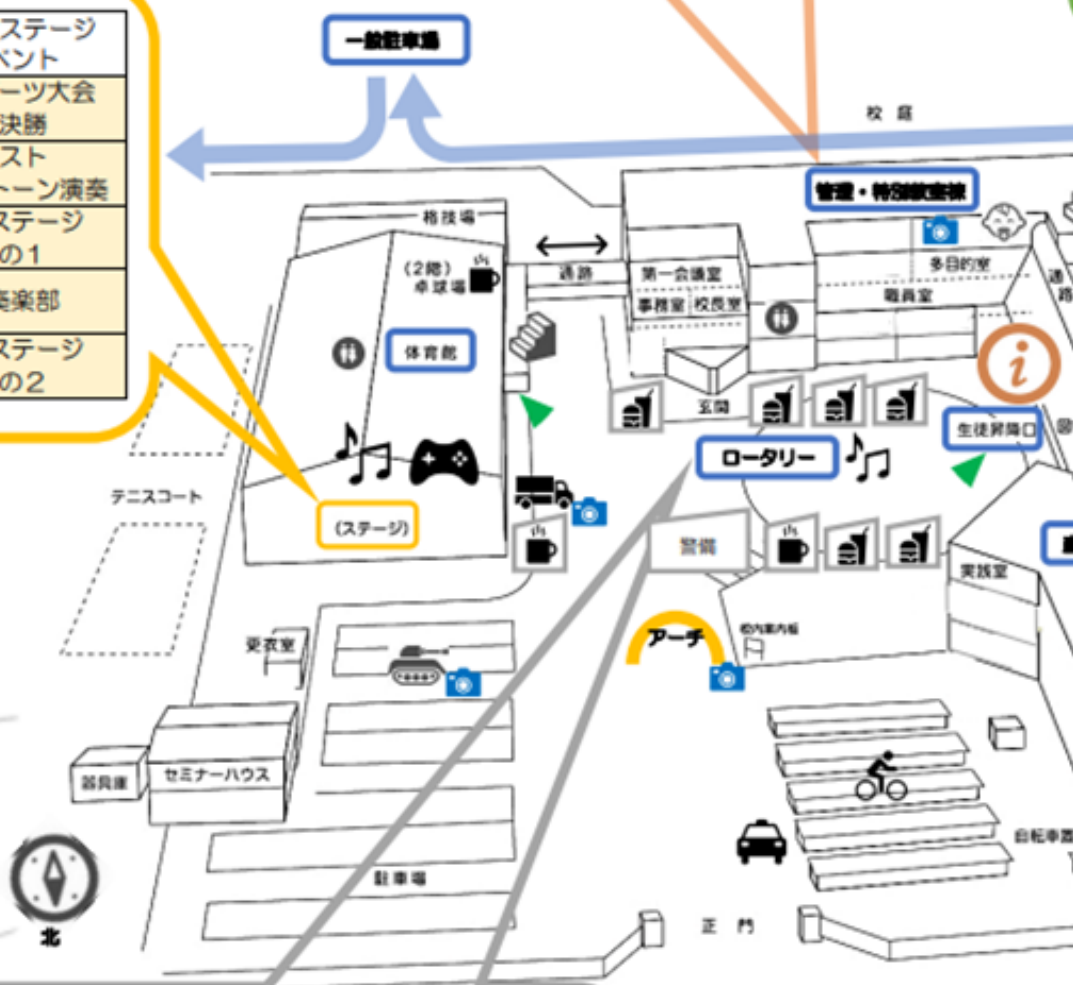 ステージ
ベント
ーツ大会
決勝
スト
トーン演奏
ステージ
の1
奏楽部
ステージ
の2
一般駐車場
校 庭
管理・特別教室棟
格技場
(2階)
卓球場
通路
第一会議室
事務室
校長室
多目的室
職員室
通路
体育館
玄関
生徒昇降口
図
ロータリー
テニスコート
(ステージ)
警備
実践室
アーチ
校内案内板
更衣室
器具庫
セミナーハウス
駐車場
自転車置
正 門
北
i